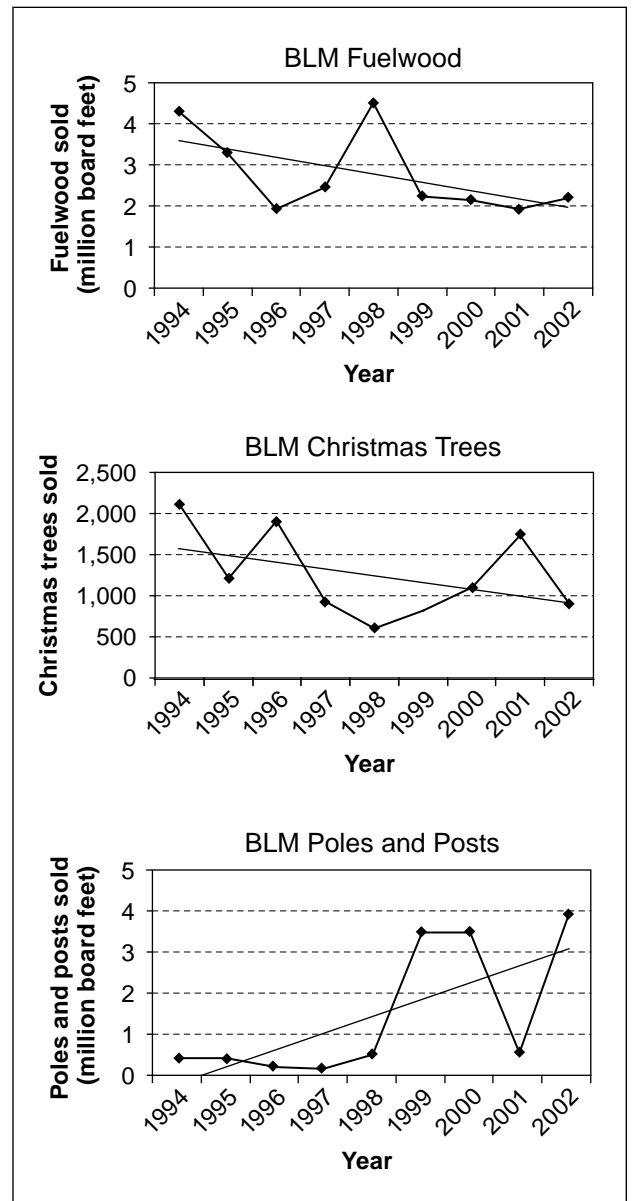 BLM Fuelwood
Fuelwood sold
(million board feet)
5
4
3
2
1
0
1994 1995 1996 1997 1998 1999 2000 2001 2002
Year
BLM Christmas Trees
Christmas trees sold
2,500
2,000
1,500
1,000
500
0
1994 1995 1996 1997 1998 1999 2000 2001 2002
Year
BLM Poles and Posts
Poles and posts sold
(million board feet)
5
4
3
2
1
0
1994 1995 1996 1997 1998 1999 2000 2001 2002
Year